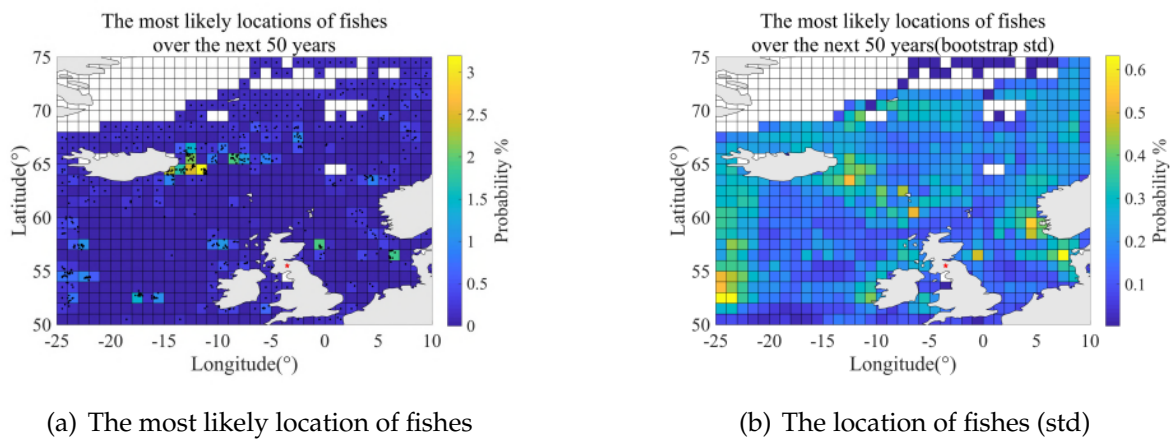 The most likely locations of fishes
over the next 50 years
75
70
65
60
55
50
Latitude(°)
-25 -20 -15 -10 -5 0 5 10
Longitude(°)
3
2.5
2
1.5
1
0.5
0
Probability %
(a) The most likely location of fishes
The most likely locations of fishes
over the next 50 years(bootstrap std)
75
70
65
60
55
50
Latitude(°)
-25 -20 -15 -10 -5 0 5 10
Longitude(°)
0.6
0.5
0.4
0.3
0.2
0.1
Probability %
(b) The location of fishes (std)